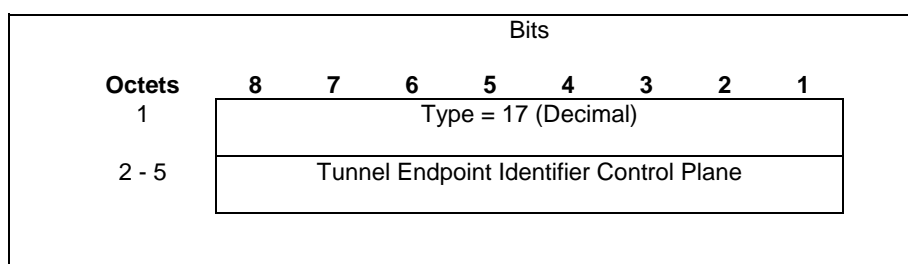 Bits
Octets 8 7 6 5 4 3 2 1
1 Type = 17 (Decimal)
2 - 5 Tunnel Endpoint Identifier Control Plane